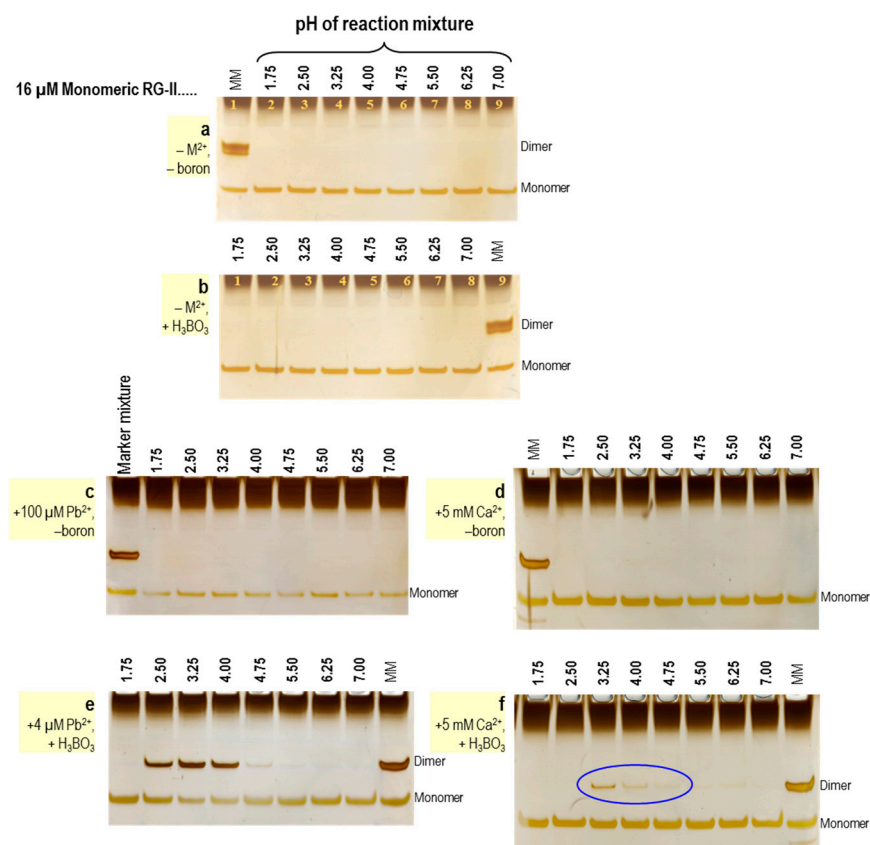 pH of reaction mixture
16 µM Monomeric RG-II.....
MM 1.75 2.50 3.25 4.00 4.75 5.50 6.25 7.00
1 2 3 4 5 6 7 8 9
a
– M²⁺,
– boron
Dimer
Monomer
1.75 2.50 3.25 4.00 4.75 5.50 6.25 7.00 MM
1 2 3 4 5 6 7 8 9
b
– M²⁺,
+ H₃BO₃
Dimer
Monomer
Marker mixture 1.75 2.50 3.25 4.00 4.75 5.50 6.25 7.00
c
+100 µM Pb²⁺,
–boron
Monomer
MM 1.75 2.50 3.25 4.00 4.75 5.50 6.25 7.00
d
+5 mM Ca²⁺,
–boron
Monomer
1.75 2.50 3.25 4.00 4.75 5.50 6.25 7.00 MM
e
+4 µM Pb²⁺,
+ H₃BO₃
Dimer
Monomer
1.75 2.50 3.25 4.00 4.75 5.50 6.25 7.00 MM
f
+5 mM Ca²⁺,
+ H₃BO₃
Dimer
Monomer